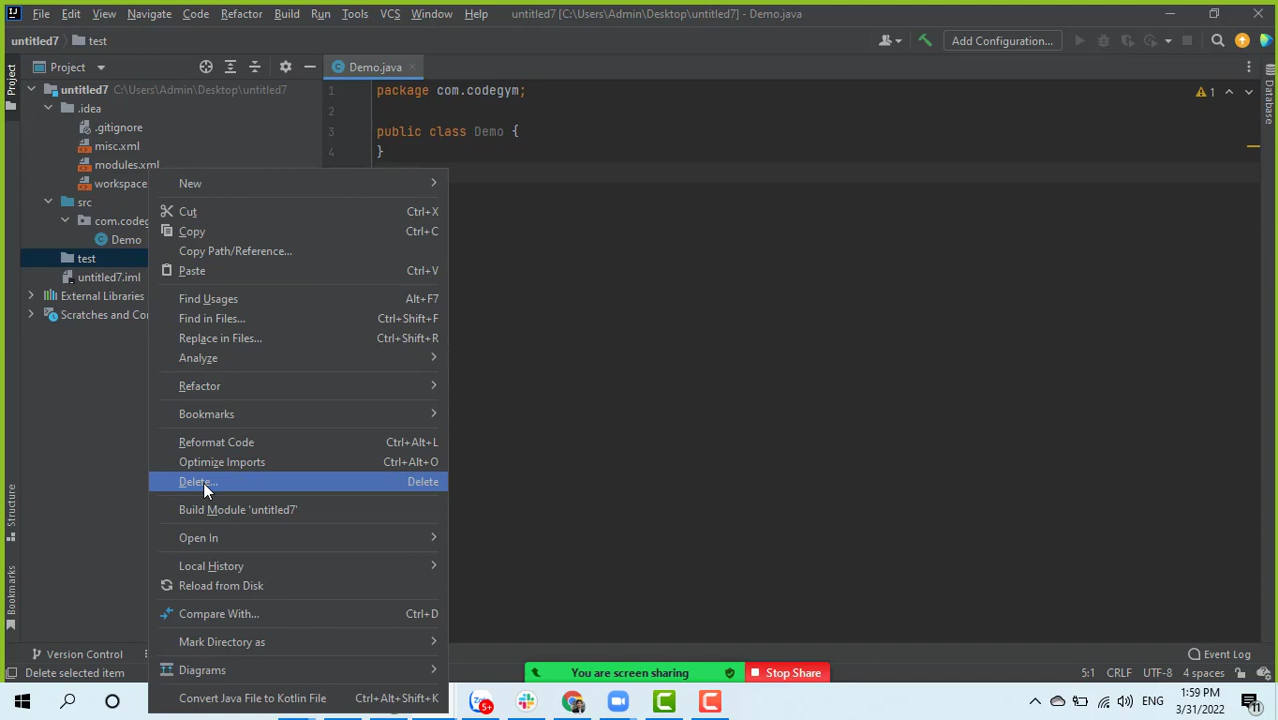 File Edit View Navigate Code Refactor Build Run Tools VCS Window Help untitled7 [C:\Users\Admin\Desktop\untitled7] - Demo.java
untitled7 test
Add Configuration...
Project
Project
Demo.java
Database
untitled7 C:\Users\Admin\Desktop\untitled7
.idea
.gitignore
misc.xml
modules.xml
workspace
src
com.codeg
Demo
test
untitled7.iml
External Libraries
Scratches and Co
1 package com.codegym;
2
3 public class Demo {
4 }
1
New
Cut Ctrl+X
Copy Ctrl+C
Copy Path/Reference...
Paste Ctrl+V
Find Usages Alt+F7
Find in Files... Ctrl+Shift+F
Replace in Files... Ctrl+Shift+R
Analyze
Refactor
Bookmarks
Reformat Code Ctrl+Alt+L
Optimize Imports Ctrl+Alt+O
Delete... Delete
Build Module 'untitled7'
Open In
Local History
Reload from Disk
Compare With... Ctrl+D
Mark Directory as
Diagrams
Convert Java File to Kotlin File Ctrl+Alt+Shift+K
Structure
Bookmarks
Version Control
Event Log
Delete selected item
You are screen sharing Stop Share
5:1 CRLF UTF-8 4 spaces
5+
ENG
1:59 PM
3/31/2022
11